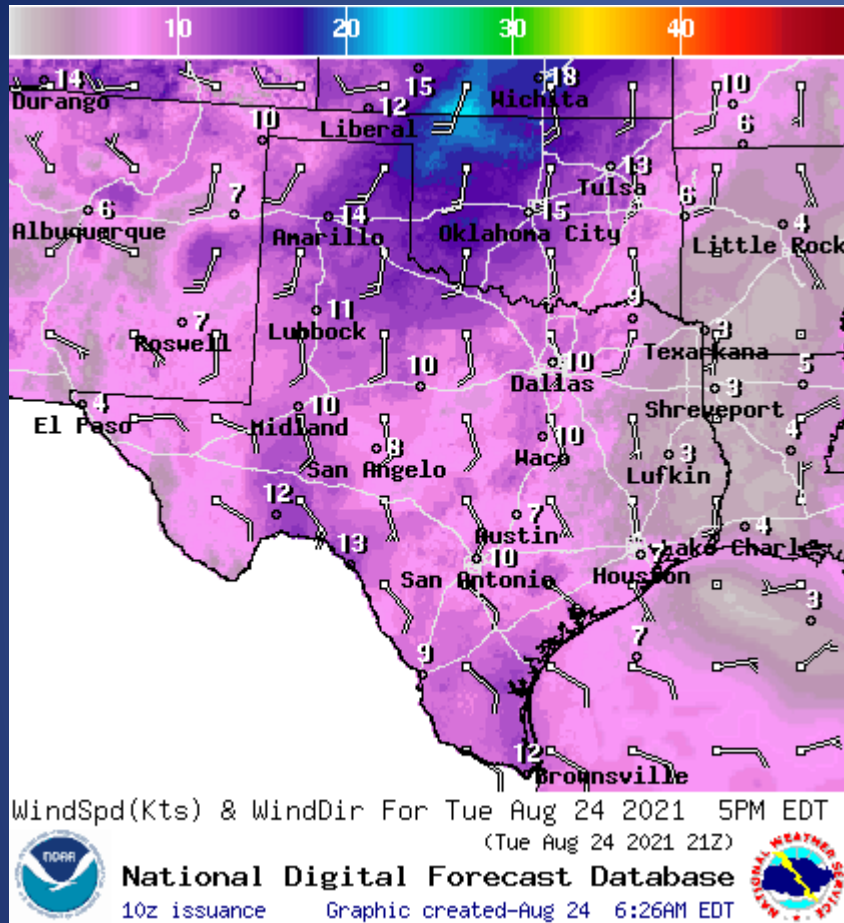 10 20 30 40
14 15 18 10
Durango Wichita
12
Liberal
10 6
13
Tulsa
6 7 14 15 6 4
Albuquerque Amarillo Oklahoma City Little Rock
11 9
7 Lubbock 3
Roswell Texarkana
10 10 5
Dallas 3
4 10 Shreveport
El Paso Midland
8 10 3 4
San Angelo Waco Lufkin
12 7 4
13 Austin Lake Charles
10 7
San Antonio Houston
3
9 7
12
Brownsville
WindSpd(Kts) & WindDir For Tue Aug 24 2021 5PM EDT
(Tue Aug 24 2021 21Z)
NOAA
National Digital Forecast Database
10z issuance Graphic created-Aug 24 6:26AM EDT
NATIONAL WEATHER SERVICE